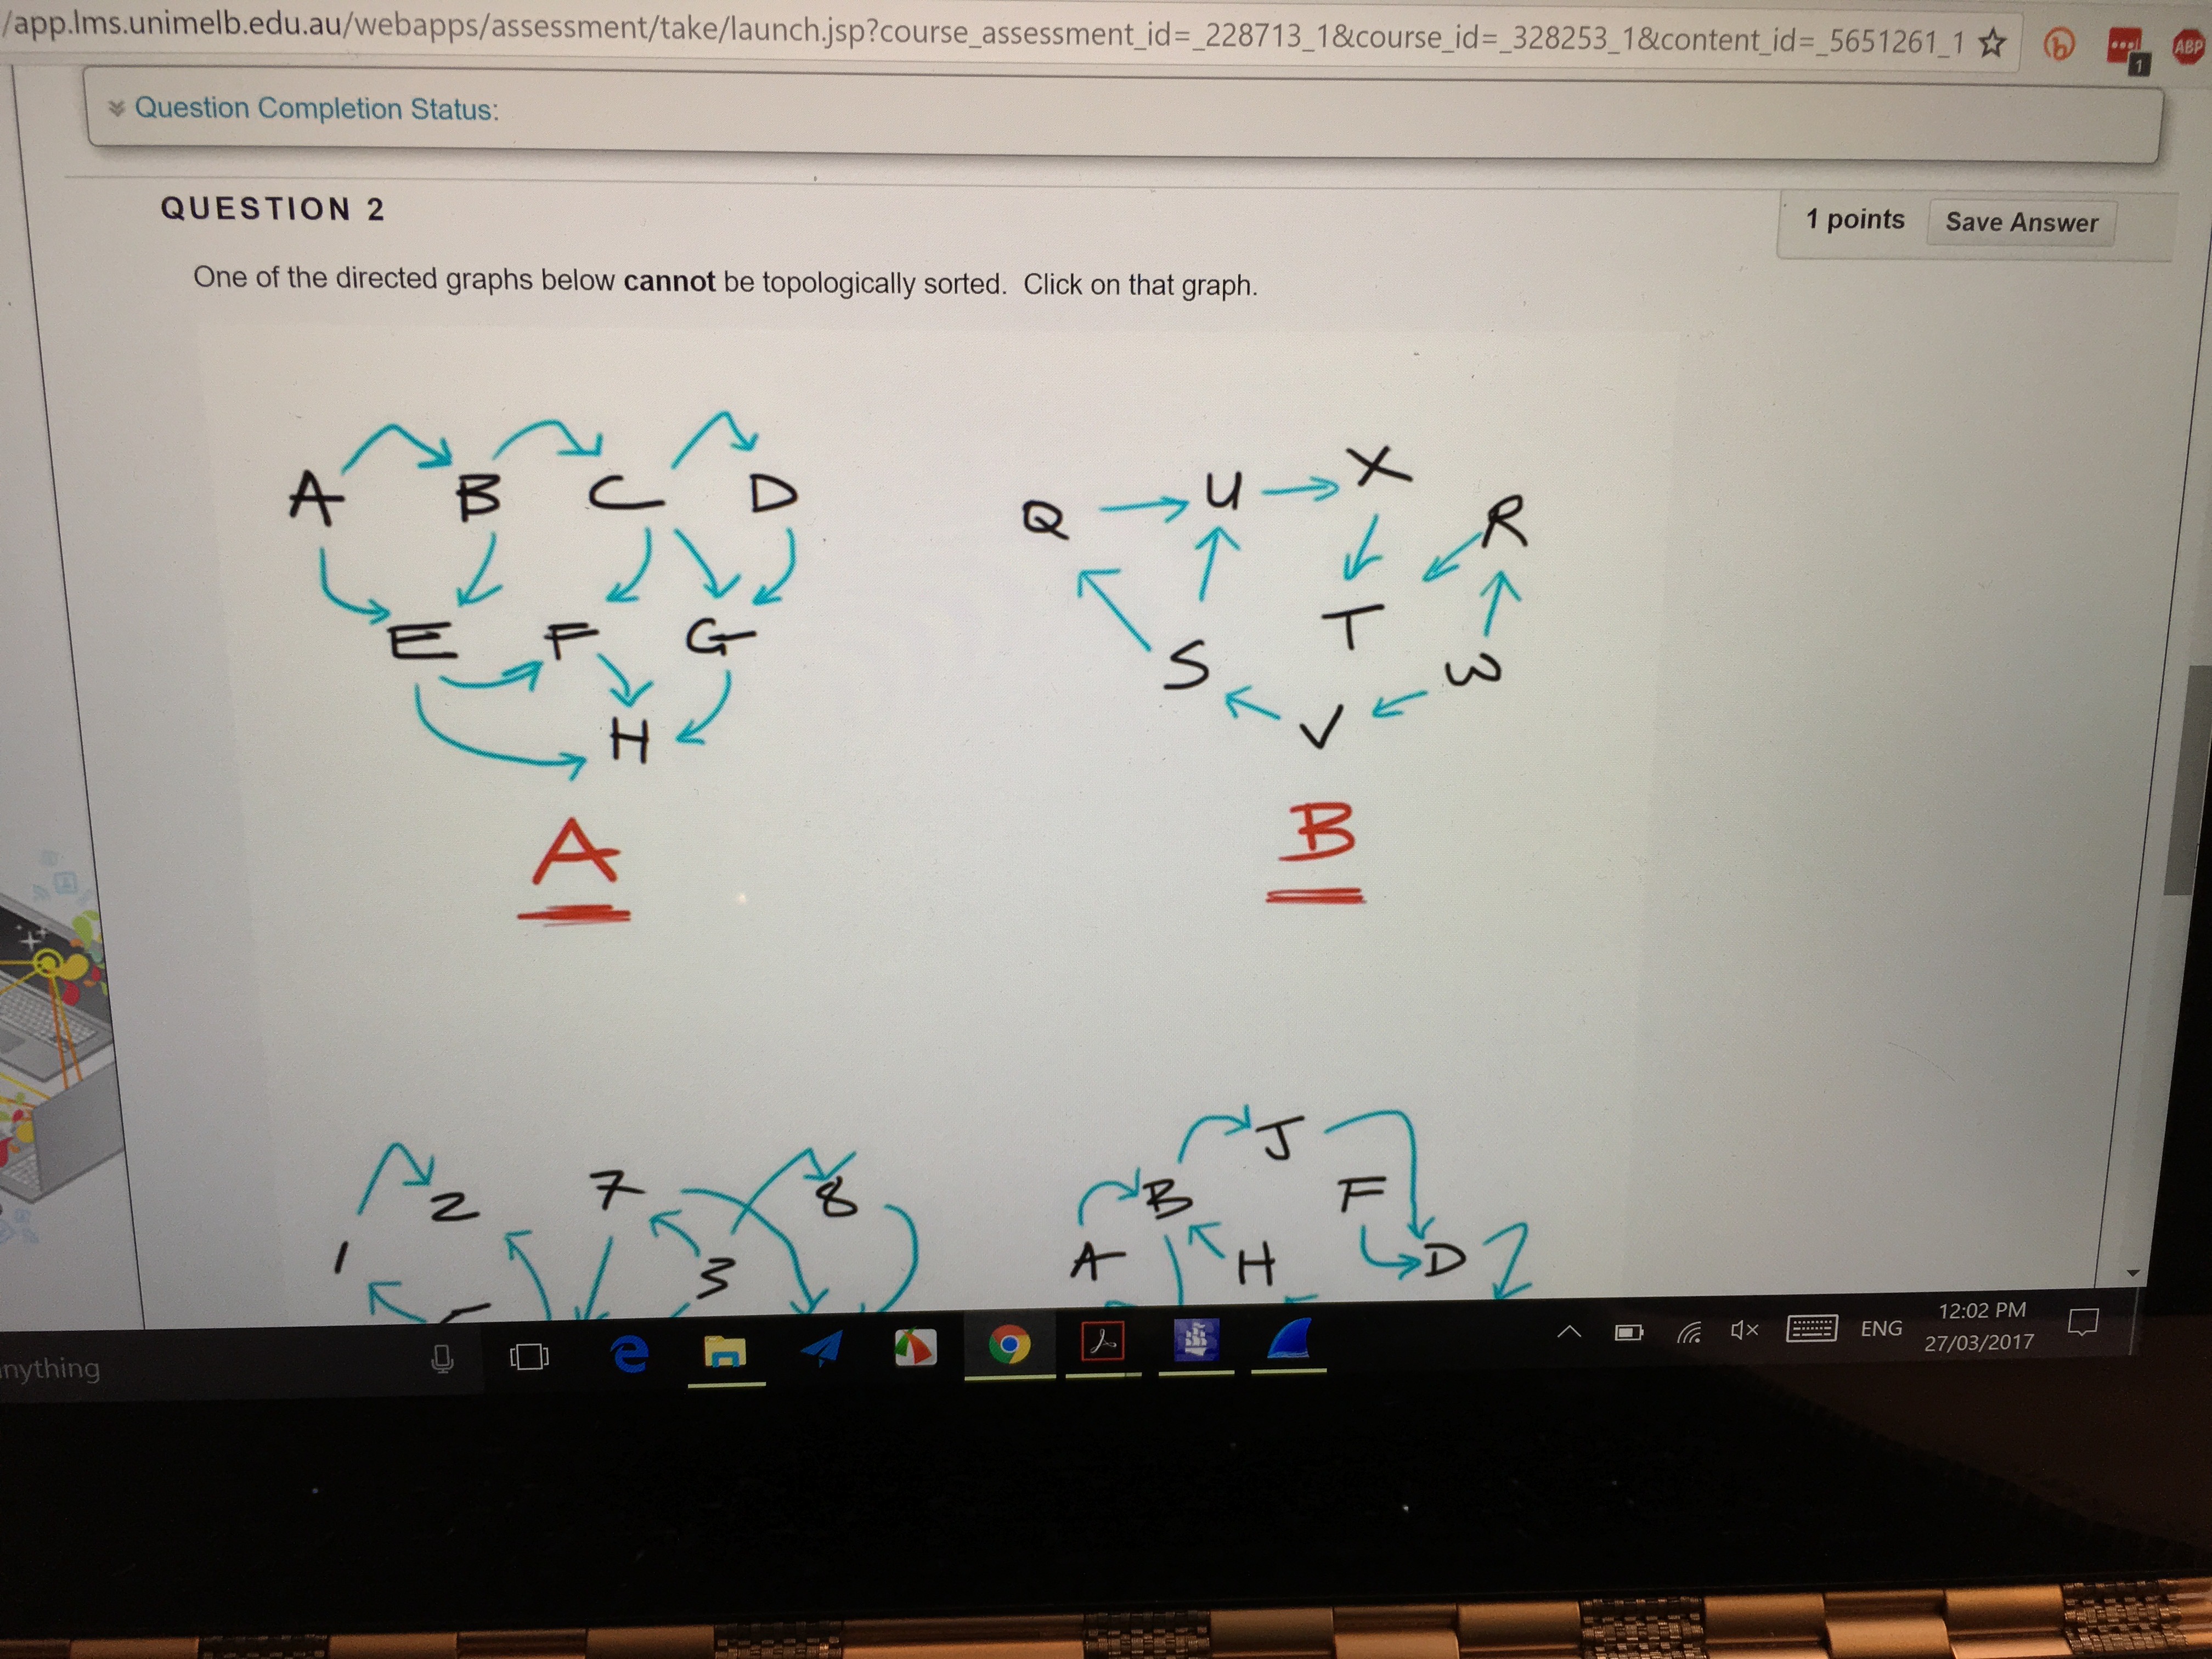 /app.lms.unimelb.edu.au/webapps/assessment/take/launch.jsp?course_assessment_id=_228713_1&course_id=_328253_1&content_id=_5651261_1
1
ABP
Question Completion Status:
QUESTION 2
1 points
Save Answer
One of the directed graphs below cannot be topologically sorted. Click on that graph.
A B C D
E F G
H
A
Q U X R
S T W
V
B
1 2 7 3 8
A B J H F D
nything
ENG
12:02 PM
27/03/2017